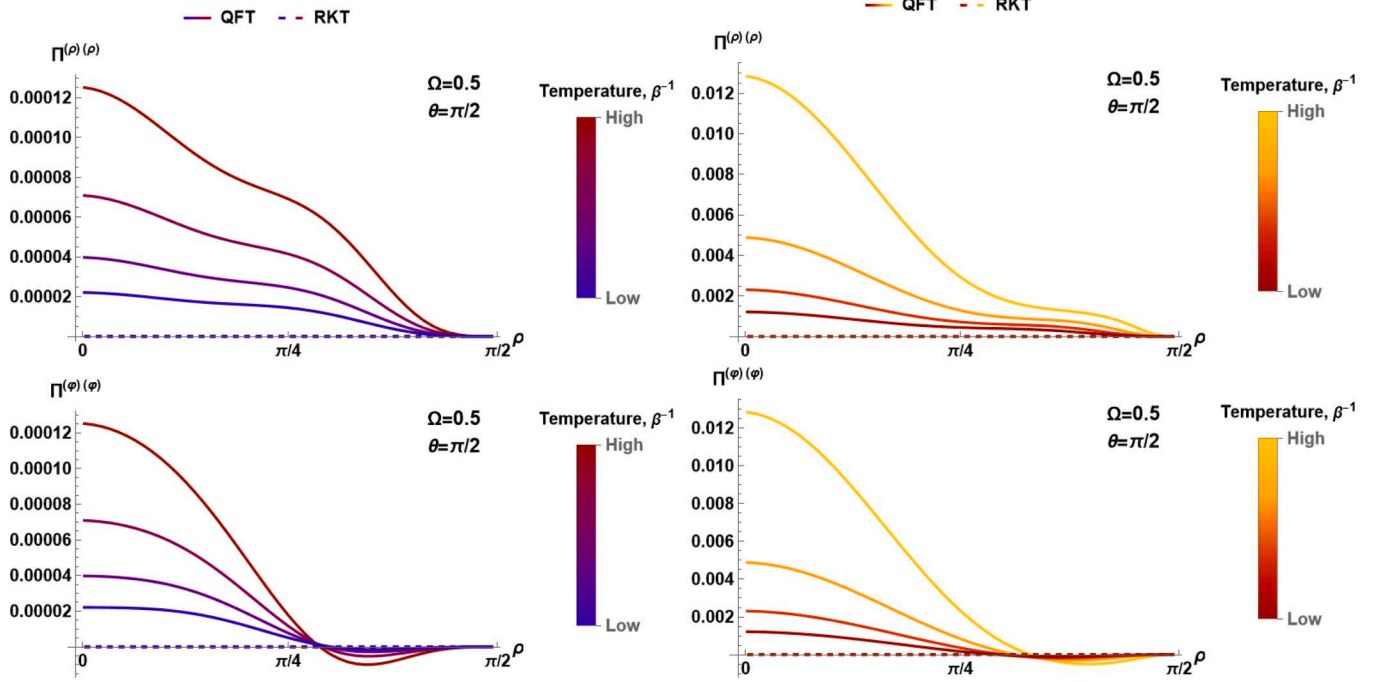 QFT RKT
Π(ρ)(ρ)
Ω=0.5
θ=π/2
Temperature, β⁻¹
High
Low
0.00012
0.00010
0.00008
0.00006
0.00004
0.00002
0
π/4
π/2
ρ
QFT RKT
Π(ρ)(ρ)
Ω=0.5
θ=π/2
Temperature, β⁻¹
High
Low
0.012
0.010
0.008
0.006
0.004
0.002
0
π/4
π/2
ρ
Π(φ)(φ)
Ω=0.5
θ=π/2
Temperature, β⁻¹
High
Low
0.00012
0.00010
0.00008
0.00006
0.00004
0.00002
0
π/4
π/2
ρ
Π(φ)(φ)
Ω=0.5
θ=π/2
Temperature, β⁻¹
High
Low
0.012
0.010
0.008
0.006
0.004
0.002
0
π/4
π/2
ρ